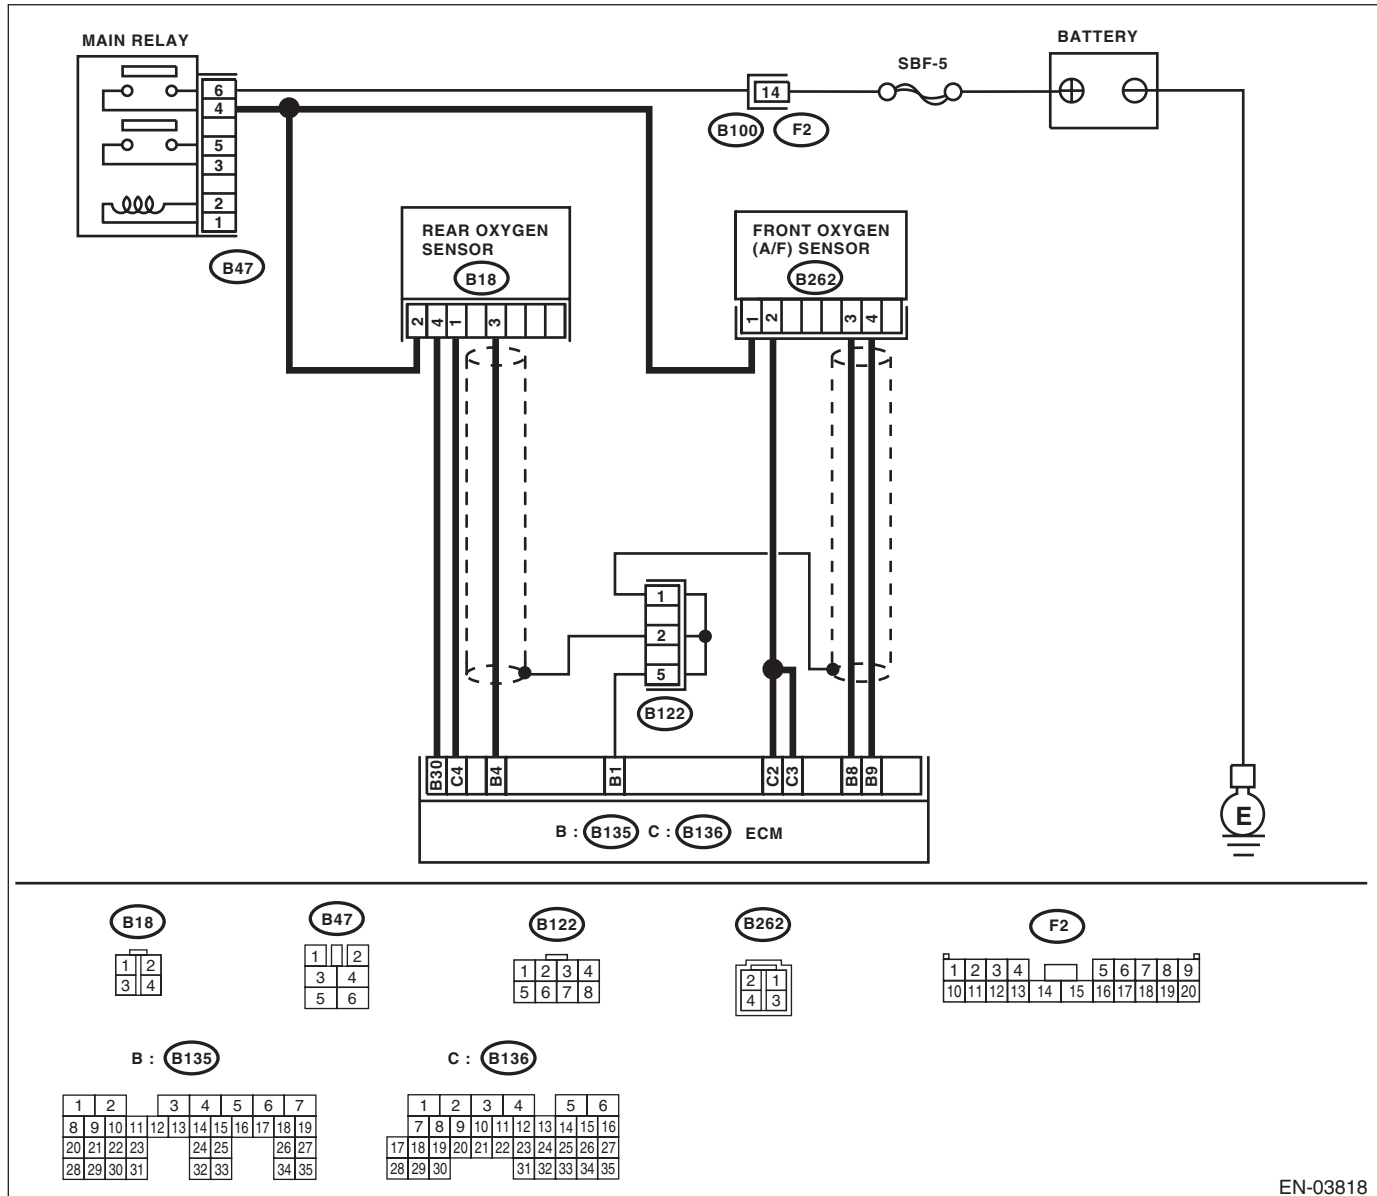 MAIN RELAY
BATTERY
SBF-5
6
4
5
3
2
1
14
B100 F2
B47
REAR OXYGEN
SENSOR
B18
FRONT OXYGEN
(A/F) SENSOR
B262
2 4 1 3
1 2 3 4
1
2
5
B122
B30 C4 B4 B1 C2 C3 B8 B9
B : B135 C : B136 ECM
E
B18
1 2
3 4
B47
1 2
3 4
5 6
B122
1 2 3 4
5 6 7 8
B262
2 1
4 3
F2
1 2 3 4 5 6 7 8 9
10 11 12 13 14 15 16 17 18 19 20
B : B135
1 2 3 4 5 6 7
8 9 10 11 12 13 14 15 16 17 18 19
20 21 22 23 24 25 26 27
28 29 30 31 32 33 34 35
C : B136
1 2 3 4 5 6
7 8 9 10 11 12 13 14 15 16
17 18 19 20 21 22 23 24 25 26 27
28 29 30 31 32 33 34 35
EN-03818